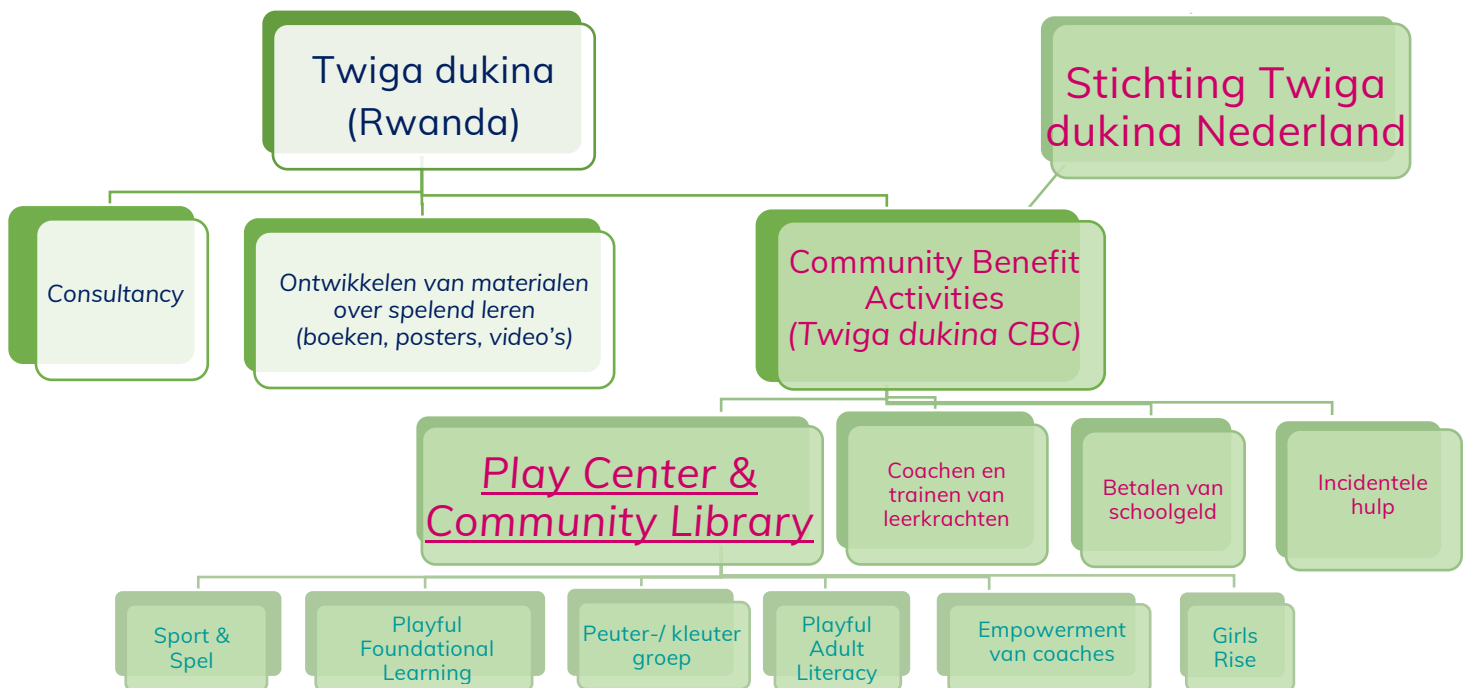 Twiga dukina
(Rwanda)
Stichting Twiga
dukina Nederland
Consultancy
Ontwikkelen van materialen
over spelend leren
(boeken, posters, video’s)
Community Benefit
Activities
(Twiga dukina CBC)
Play Center &
Community Library
Coachen en
trainen van
leerkrachten
Betalen van
schoolgeld
Incidentele
hulp
Sport &
Spel
Playful
Foundational
Learning
Peuter-/ kleuter
groep
Playful
Adult
Literacy
Empowerment
van coaches
Girls
Rise